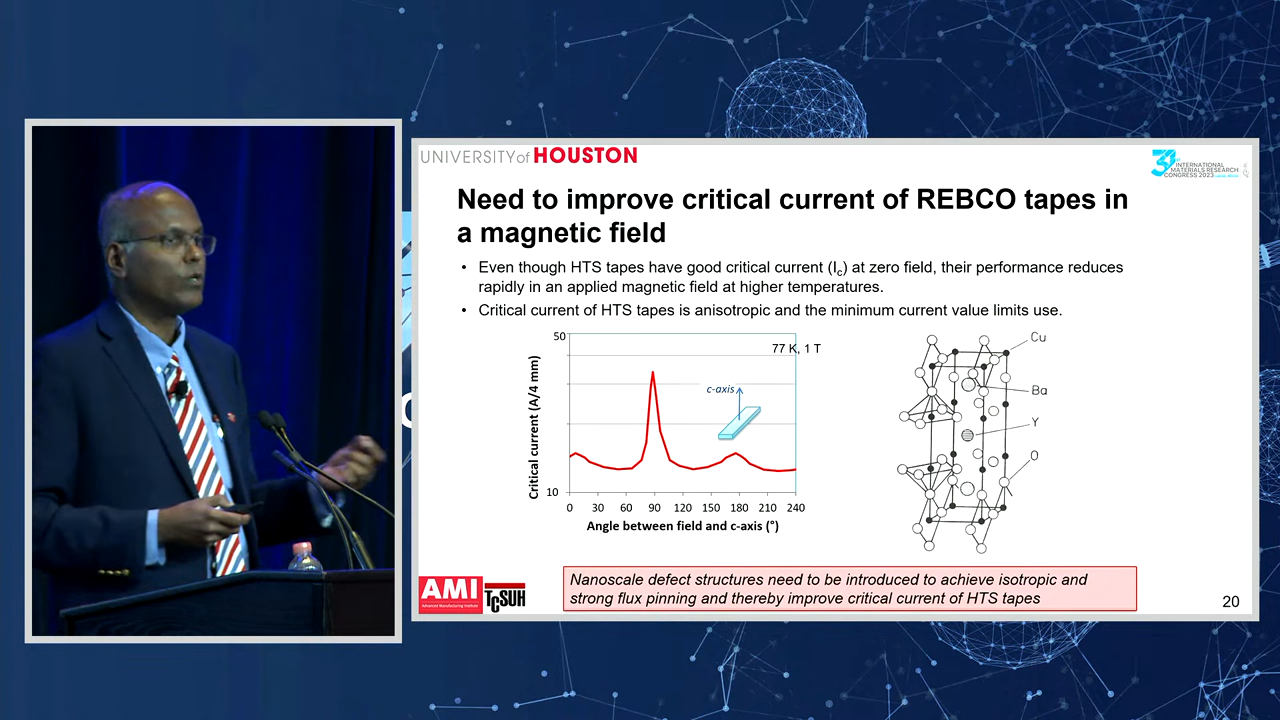 UNIVERSITYof HOUSTON
INTERNATIONAL
MATERIALS RESEARCH
CONGRESS 2023
Need to improve critical current of REBCO tapes in
a magnetic field
• Even though HTS tapes have good critical current (Ic) at zero field, their performance reduces
rapidly in an applied magnetic field at higher temperatures.
• Critical current of HTS tapes is anisotropic and the minimum current value limits use.
50
77 K, 1 T
c-axis
Critical current (A/4 mm)
10
0 30 60 90 120 150 180 210 240
Angle between field and c-axis (°)
Cu
Ba
Y
O
AMI
Advanced Manufacturing Institute
TCSUH
Nanoscale defect structures need to be introduced to achieve isotropic and
strong flux pinning and thereby improve critical current of HTS tapes
20